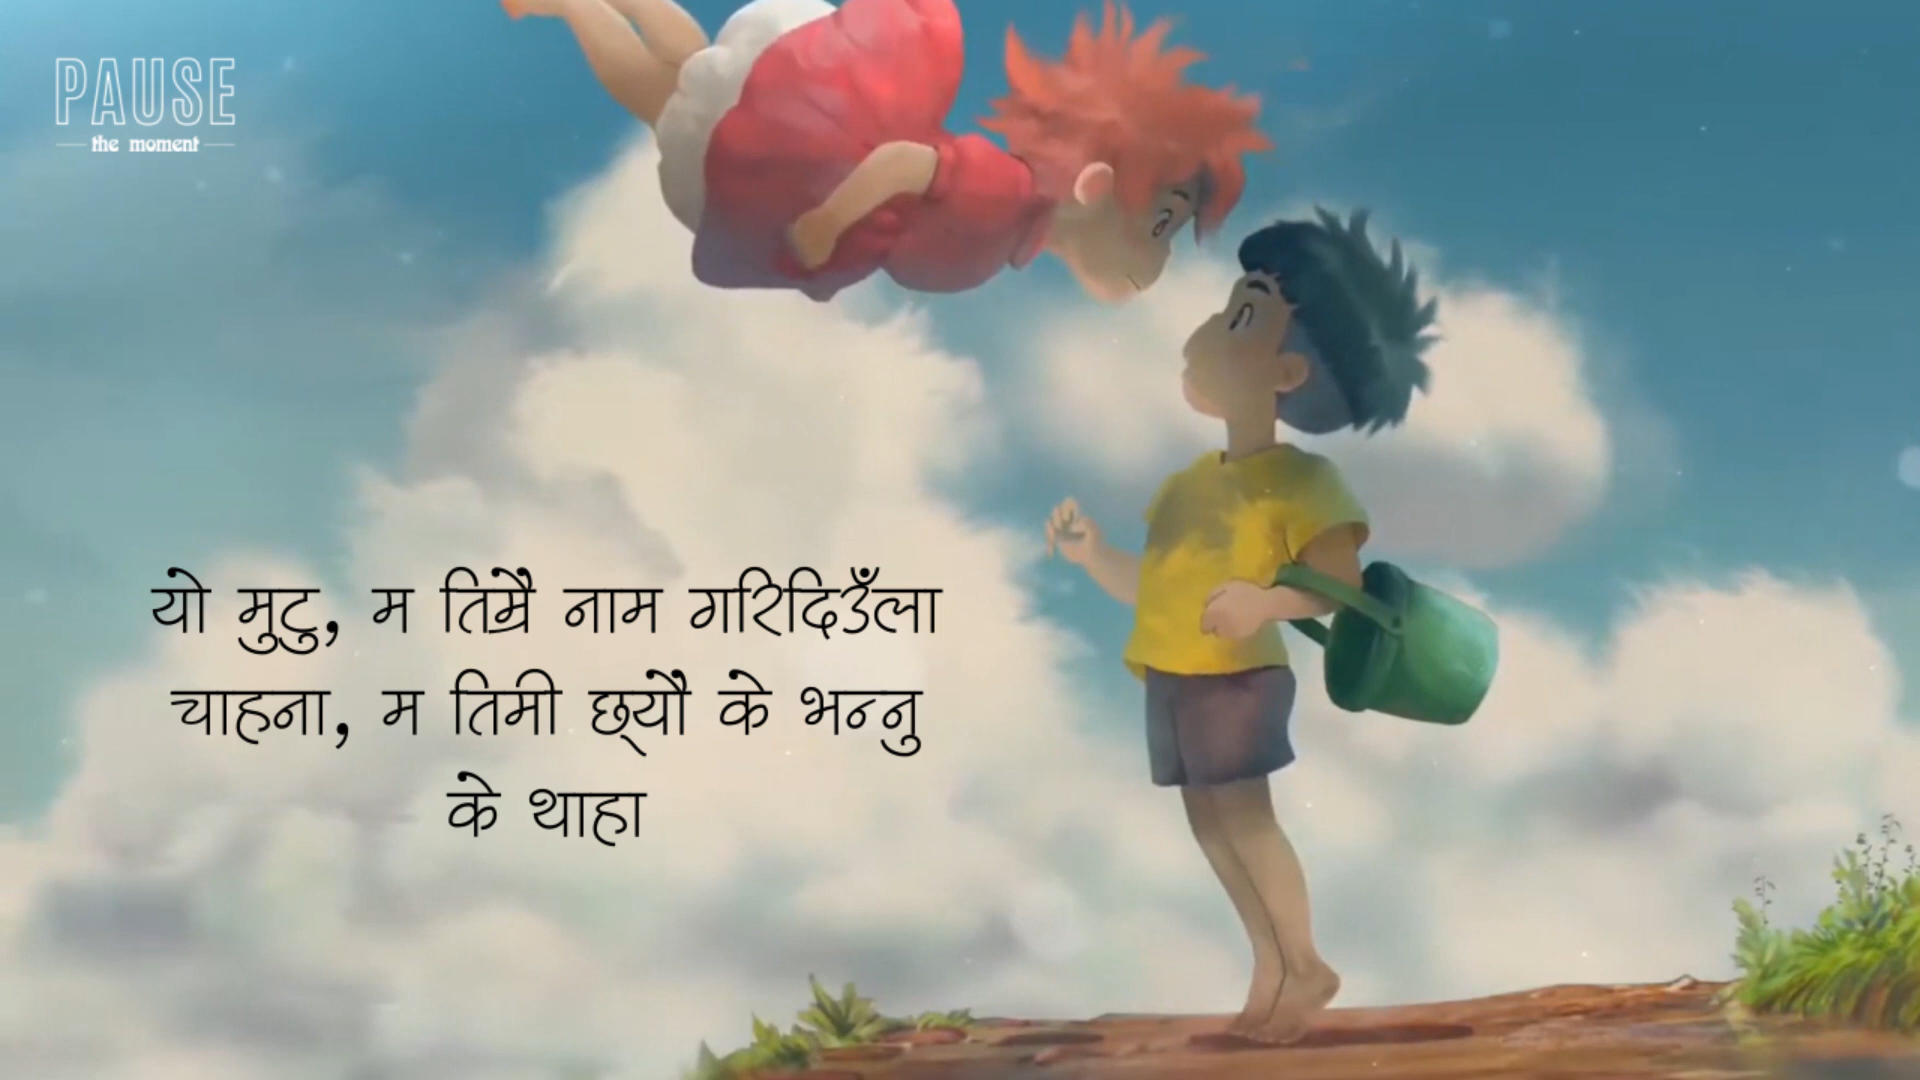 PAUSE
the moment
यो मुटु, म तिम्रै नाम गरिदिउँला
चाहना, म तिमी छ्यौ के भन्नु
के थाहा